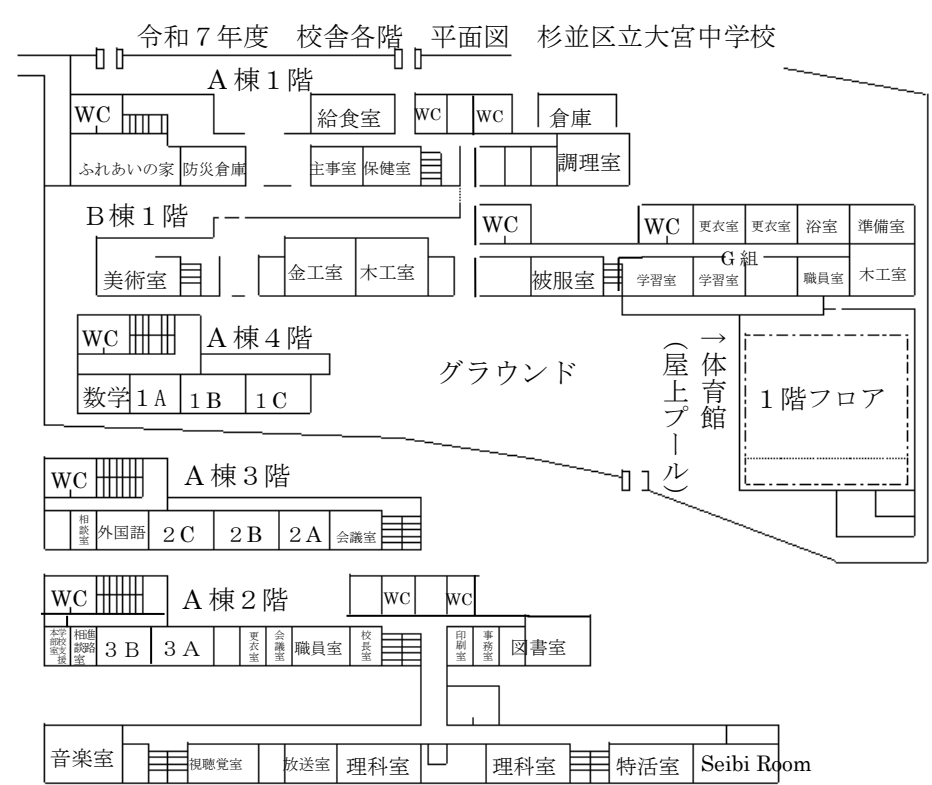 令和７年度　校舎各階　平面図　杉並区立大宮中学校
Ａ棟１階
WC
給食室
WC
WC
倉庫
ふれあいの家
防災倉庫
主事室
保健室
調理室
Ｂ棟１階
WC
WC
更衣室
更衣室
浴室
準備室
Ｇ組
美術室
金工室
木工室
被服室
学習室
学習室
職員室
木工室
WC
Ａ棟４階
数学
１Ａ
１Ｂ
１Ｃ
グラウンド
→体育館
（屋上プール）
１階フロア
WC
Ａ棟３階
相談室
外国語
２Ｃ
２Ｂ
２Ａ
会議室
WC
Ａ棟２階
WC
WC
学校支援
本部室
進路
相談室
３Ｂ
３Ａ
更衣室
会議室
職員室
校長室
印刷室
事務室
図書室
音楽室
視聴覚室
放送室
理科室
理科室
特活室
Seibi Room